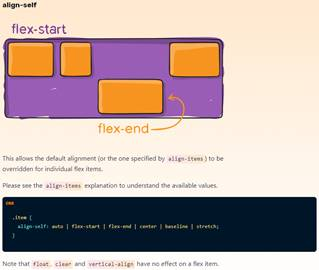 align-self
flex-start
flex-end
This allows the default alignment (or the one specified by align-items) to be
overridden for individual flex items.
Please see the align-items explanation to understand the available values.
CSS
.item {
align-self: auto | flex-start | flex-end | center | baseline | stretch;
}
Note that float, clear and vertical-align have no effect on a flex item.